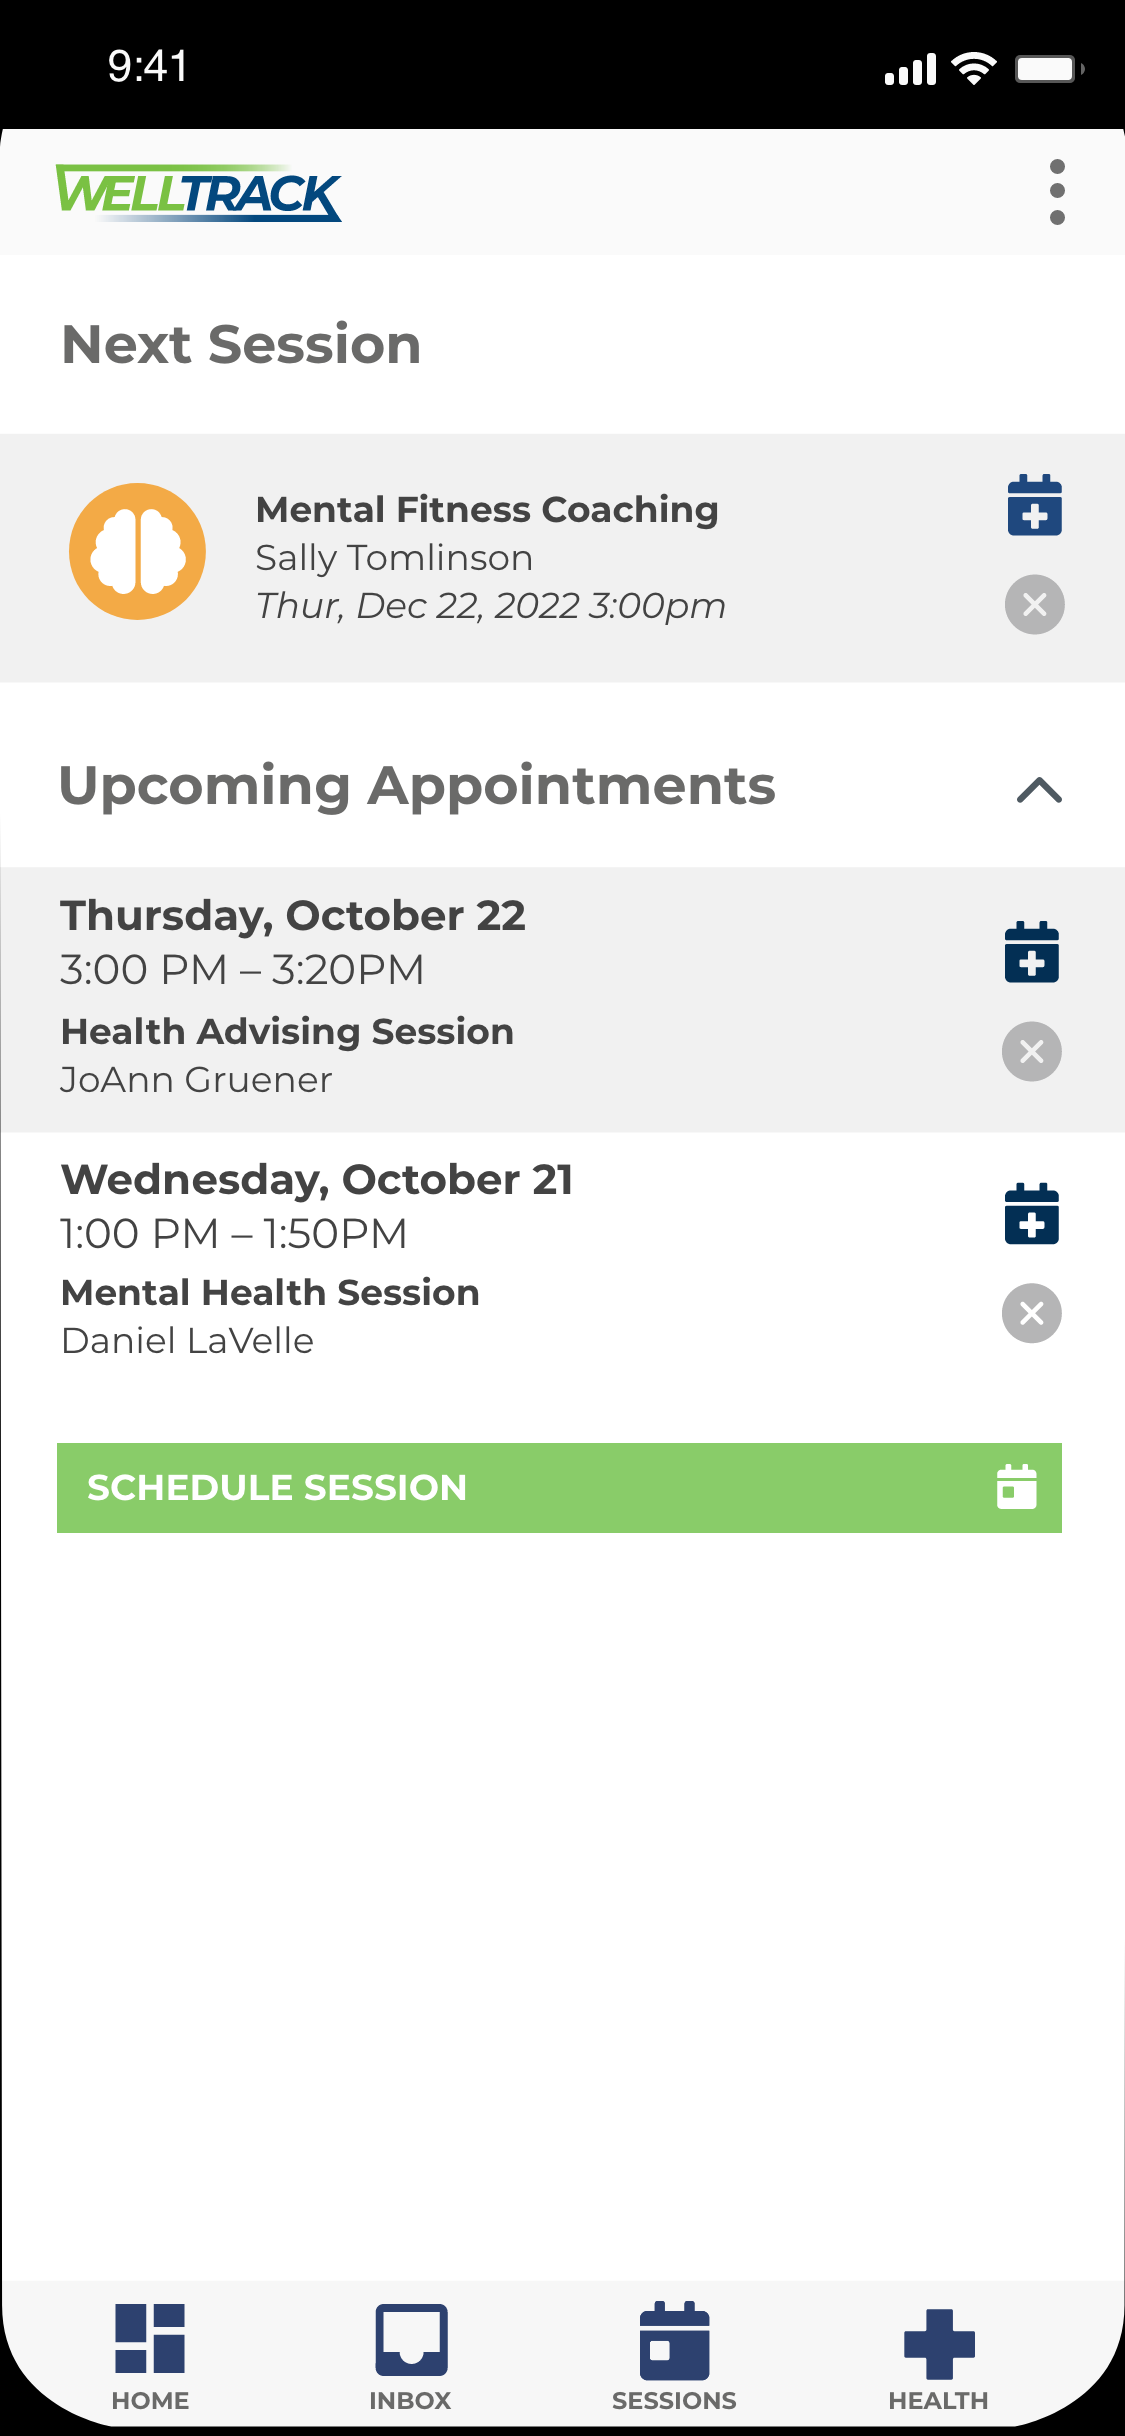 9:41
WELLTRACK
Next Session
Mental Fitness Coaching
Sally Tomlinson
Thur, Dec 22, 2022 3:00pm
Upcoming Appointments
Thursday, October 22
3:00 PM – 3:20PM
Health Advising Session
JoAnn Gruener
Wednesday, October 21
1:00 PM – 1:50PM
Mental Health Session
Daniel LaVelle
SCHEDULE SESSION
HOME INBOX SESSIONS HEALTH